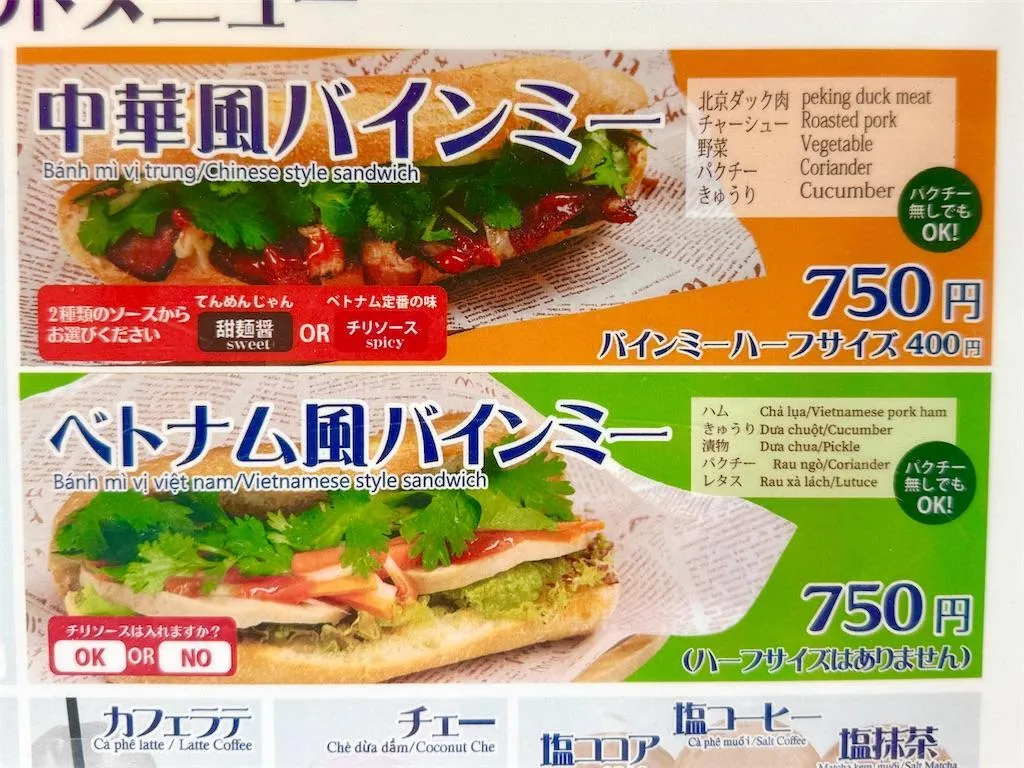 トメニュー
中華風バインミー
Bánh mì vị trung/Chinese style sandwich
北京ダック肉 peking duck meat
チャーシュー Roasted pork
野菜 Vegetable
パクチー Coriander
きゅうり Cucumber
パクチー
無しでも
OK!
2種類のソースから
お選びください
てんめんじゃん
甜麺醤
sweet
OR
ベトナム定番の味
チリソース
spicy
750円
バインミーハーフサイズ 400円
ベトナム風バインミー
Bánh mì vị việt nam/Vietnamese style sandwich
ハム Chả lụa/Vietnamese pork ham
きゅうり Dưa chuột/Cucumber
漬物 Dưa chua/Pickle
パクチー Rau ngò/Coriander
レタス Rau xà lách/Lutuce
パクチー
無しでも
OK!
チリソースは入れますか?
OK OR NO
750円
(ハーフサイズはありません)
カフェラテ
Cà phê latte / Latte Coffee
チェー
Chè dừa dầm/Coconut Che
塩ココア
塩コーヒー
Cà phê muối/Salt Coffee
塩抹茶
Matcha kem muối/Salt Matcha